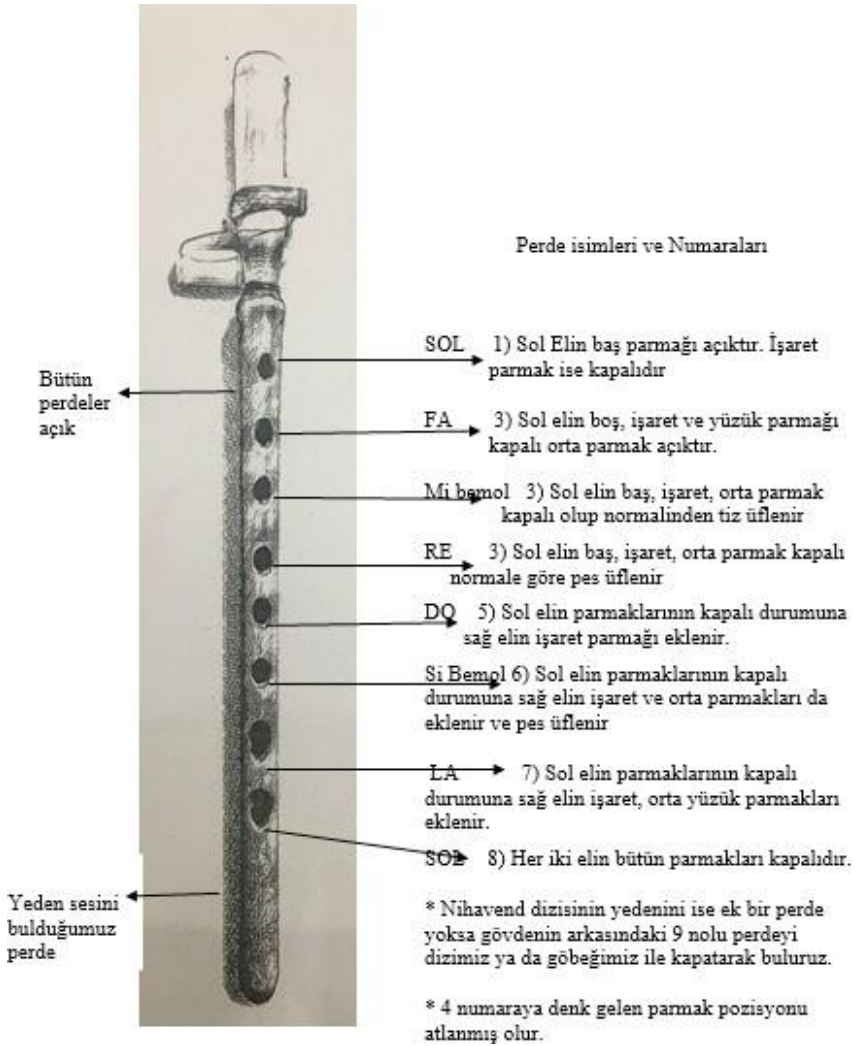 Perde isimleri ve Numaraları
SOL 1) Sol Elin baş parmağı açıktır. İşaret
parmak ise kapalıdır
Bütün
perdeler
açık
FA 3) Sol elin boş, işaret ve yüzük parmağı
kapalı orta parmak açıktır.
Mi bemol 3) Sol elin baş, işaret, orta parmak
kapalı olup normalinden tiz üflenir
RE 3) Sol elin baş, işaret, orta parmak kapalı
normale göre pes üflenir
DO 5) Sol elin parmaklarının kapalı durumuna
sağ elin işaret parmağı eklenir.
Si Bemol 6) Sol elin parmaklarının kapalı
durumuna sağ elin işaret ve orta parmakları da
eklenir ve pes üflenir
LA 7) Sol elin parmaklarının kapalı
durumuna sağ elin işaret, orta yüzük parmakları
eklenir.
SOL 8) Her iki elin bütün parmakları kapalıdır.
Yeden sesini
bulduğumuz
perde
* Nihavend dizisinin yedenini ise ek bir perde
yoksa gövdenin arkasındaki 9 nolu perdeyi
dizimiz ya da göbeğimiz ile kapatarak buluruz.
* 4 numaraya denk gelen parmak pozisyonu
atlanmış olur.